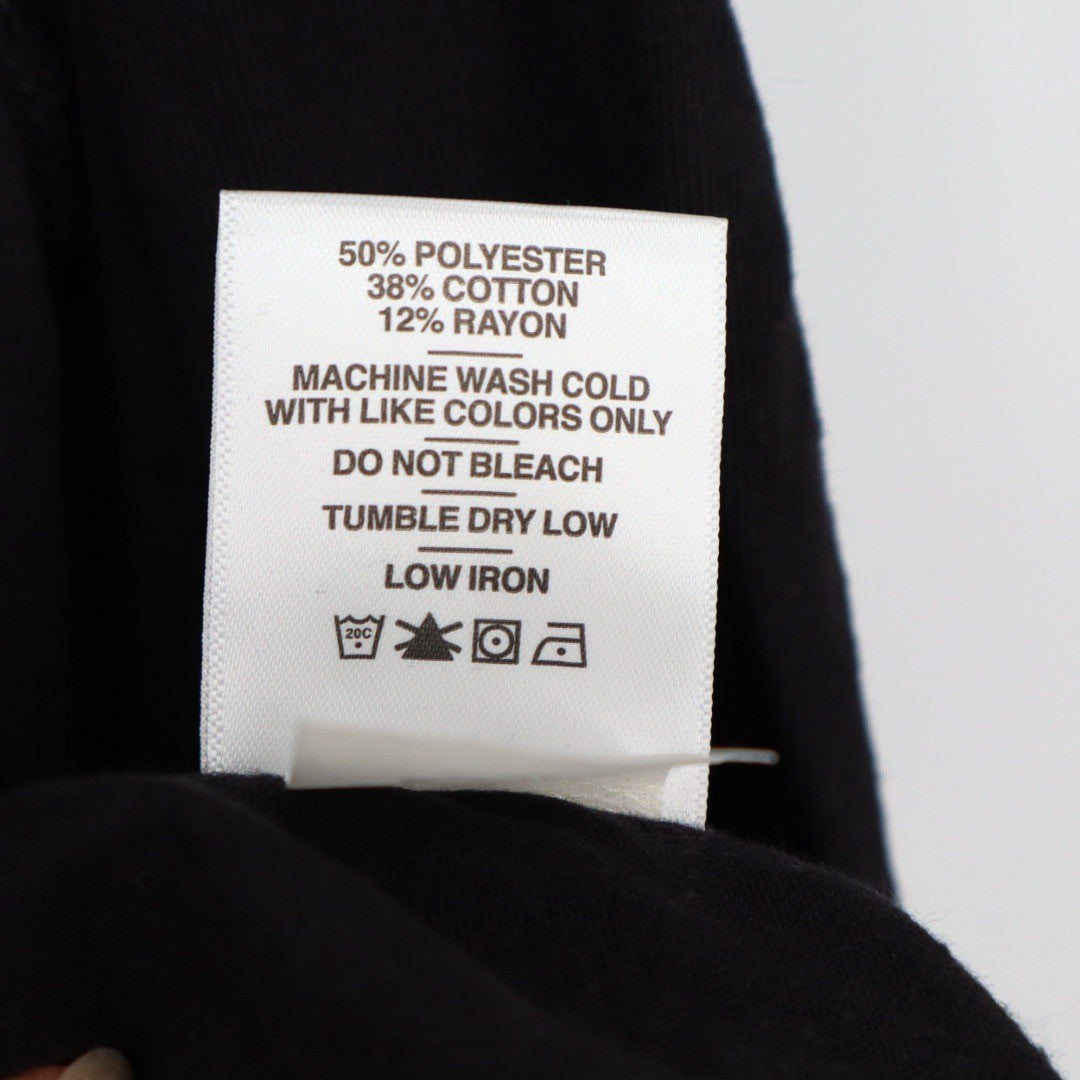 50% POLYESTER
38% COTTON
12% RAYON
MACHINE WASH COLD
WITH LIKE COLORS ONLY
DO NOT BLEACH
TUMBLE DRY LOW
LOW IRON
20C